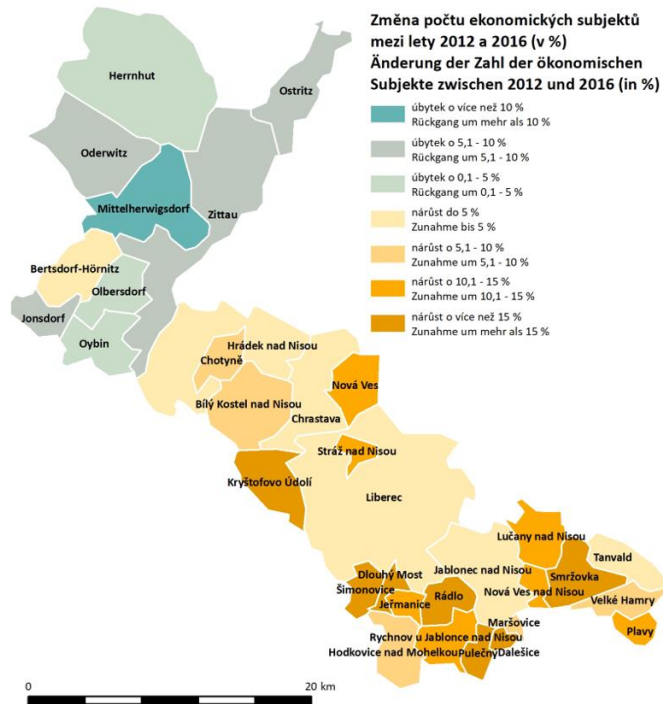 Změna počtu ekonomických subjektů
mezi lety 2012 a 2016 (v %)
Änderung der Zahl der ökonomischen
Subjekte zwischen 2012 und 2016 (in %)
úbytek o více než 10 %
Rückgang um mehr als 10 %
úbytek o 5,1 - 10 %
Rückgang um 5,1 - 10 %
úbytek o 0,1 - 5 %
Rückgang um 0,1 - 5 %
nárůst do 5 %
Zunahme bis 5 %
nárůst o 5,1 - 10 %
Zunahme um 5,1 - 10 %
nárůst o 10,1 - 15 %
Zunahme um 10,1 - 15 %
nárůst o více než 15 %
Zunahme um mehr als 15 %
Herrnhut
Ostritz
Oderwitz
Mittelherwigsdorf
Zittau
Bertsdorf-Hörnitz
Olbersdorf
Jonsdorf
Oybin
Hrádek nad Nisou
Chotyně
Nová Ves
Bílý Kostel nad Nisou
Chrastava
Stráž nad Nisou
Kryštofovo Údolí
Liberec
Lučany nad Nisou
Tanvald
Dlouhý Most
Jablonec nad Nisou
Smržovka
Šimonovice
Rádlo
Nová Ves nad Nisou
Velké Hamry
Jeřmanice
Maršovice
Plavy
Rychnov u Jablonce nad Nisou
Hodkovice nad Mohelkou
Pulečný
Dalešice
0
20 km